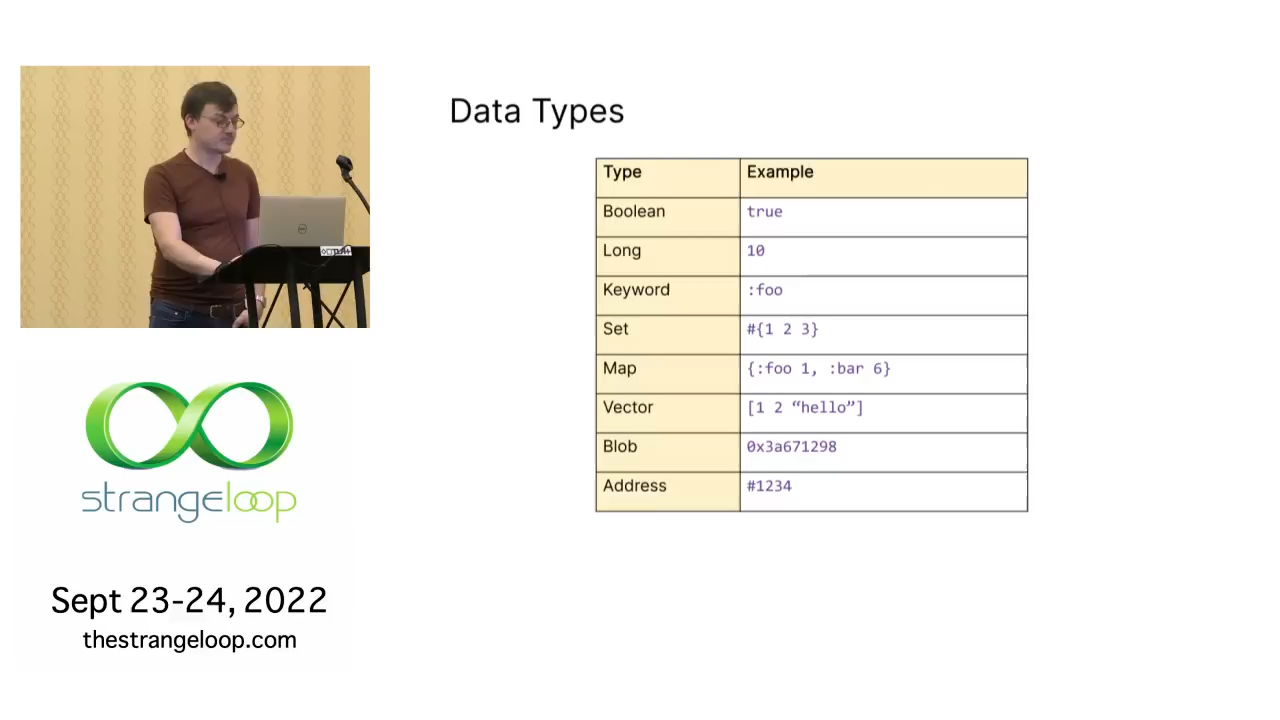 Data Types
Type Example
Boolean true
Long 10
Keyword :foo
Set #{1 2 3}
Map {:foo 1, :bar 6}
Vector [1 2 “hello”]
Blob 0x3a671298
Address #1234
strangeloop
Sept 23-24, 2022
thestrangeloop.com